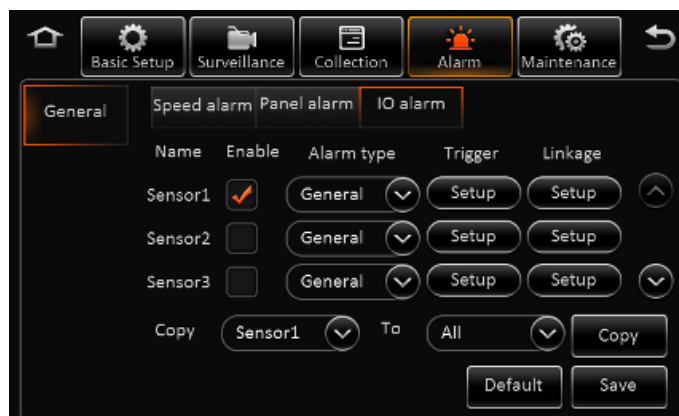 Basic Setup Surveillance Collection Alarm Maintenance
General
Speed alarm Panel alarm IO alarm
Name Enable Alarm type Trigger Linkage
Sensor1 General Setup Setup
Sensor2 General Setup Setup
Sensor3 General Setup Setup
Copy Sensor1 To All Copy
Default Save